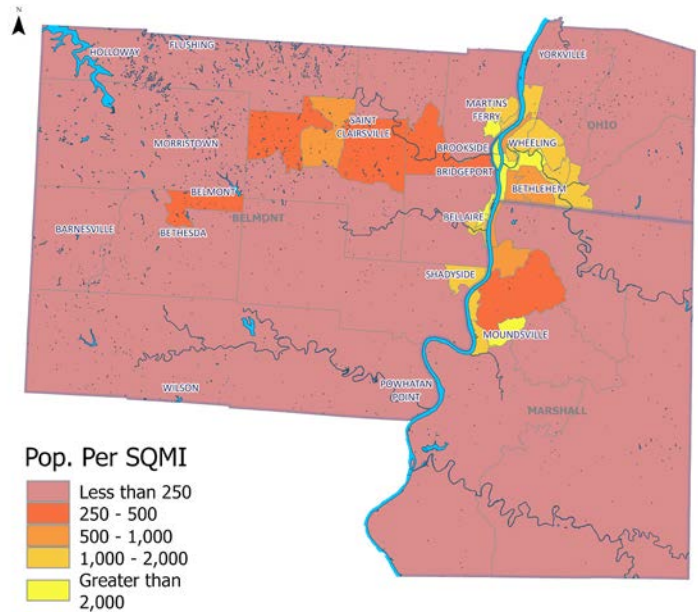 N
HOLLOWAY
FLUSHING
YORKVILLE
MARTINS
FERRY
OHIO
SAINT
CLAIRSVILLE
MORRISTOWN
BROOKSIDE
WHEELING
BRIDGEPORT
BELMONT
BETHLEHEM
BELMONT
BELLAIRE
BARNESVILLE
BETHESDA
SHADYSIDE
MOUNDSVILLE
WILSON
POWHATAN
POINT
MARSHALL
Pop. Per SQMI
Less than 250
250 - 500
500 - 1,000
1,000 - 2,000
Greater than
2,000